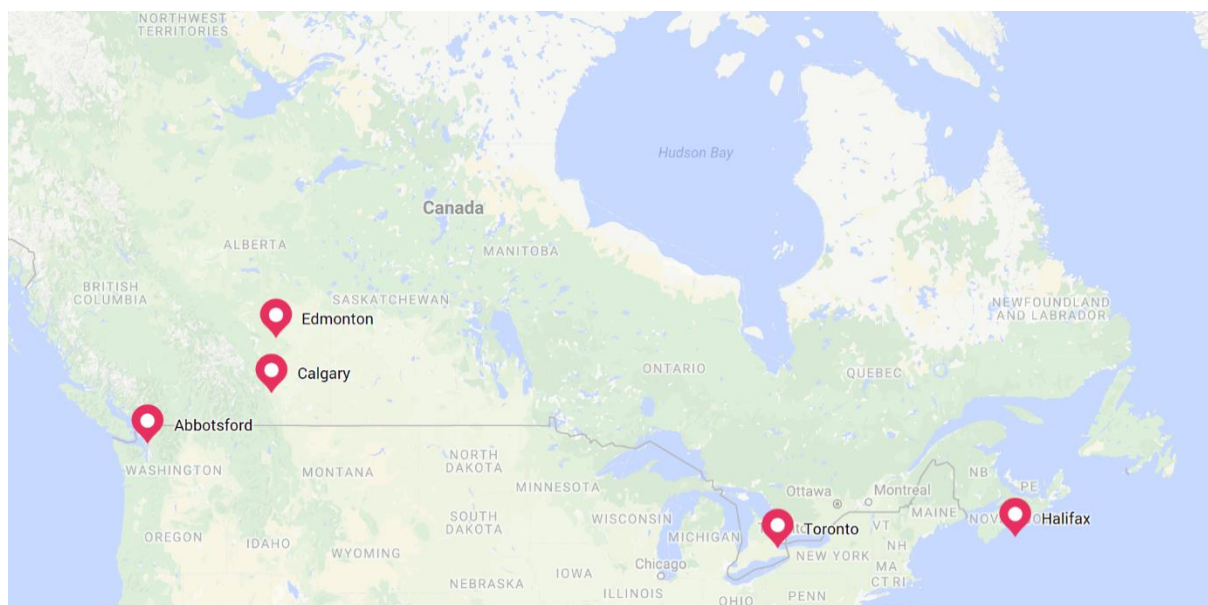 NORTHWEST
TERRITORIES
Hudson Bay
Canada
ALBERTA
MANITOBA
BRITISH
COLUMBIA
SASKATCHEWAN
NEWFOUNDLAND
AND LABRADOR
Edmonton
ONTARIO
QUEBEC
Calgary
Abbotsford
WASHINGTON
MONTANA
NORTH
DAKOTA
MINNESOTA
NB
PE
Ottawa
Montreal
MAINE
Halifax
OREGON
IDAHO
SOUTH
DAKOTA
WISCONSIN
MICHIGAN
Toronto
VT
NH
NEW YORK
WYOMING
MA
CT RI
NEBRASKA
IOWA
Chicago
ILLINOIS
OHIO
PENN